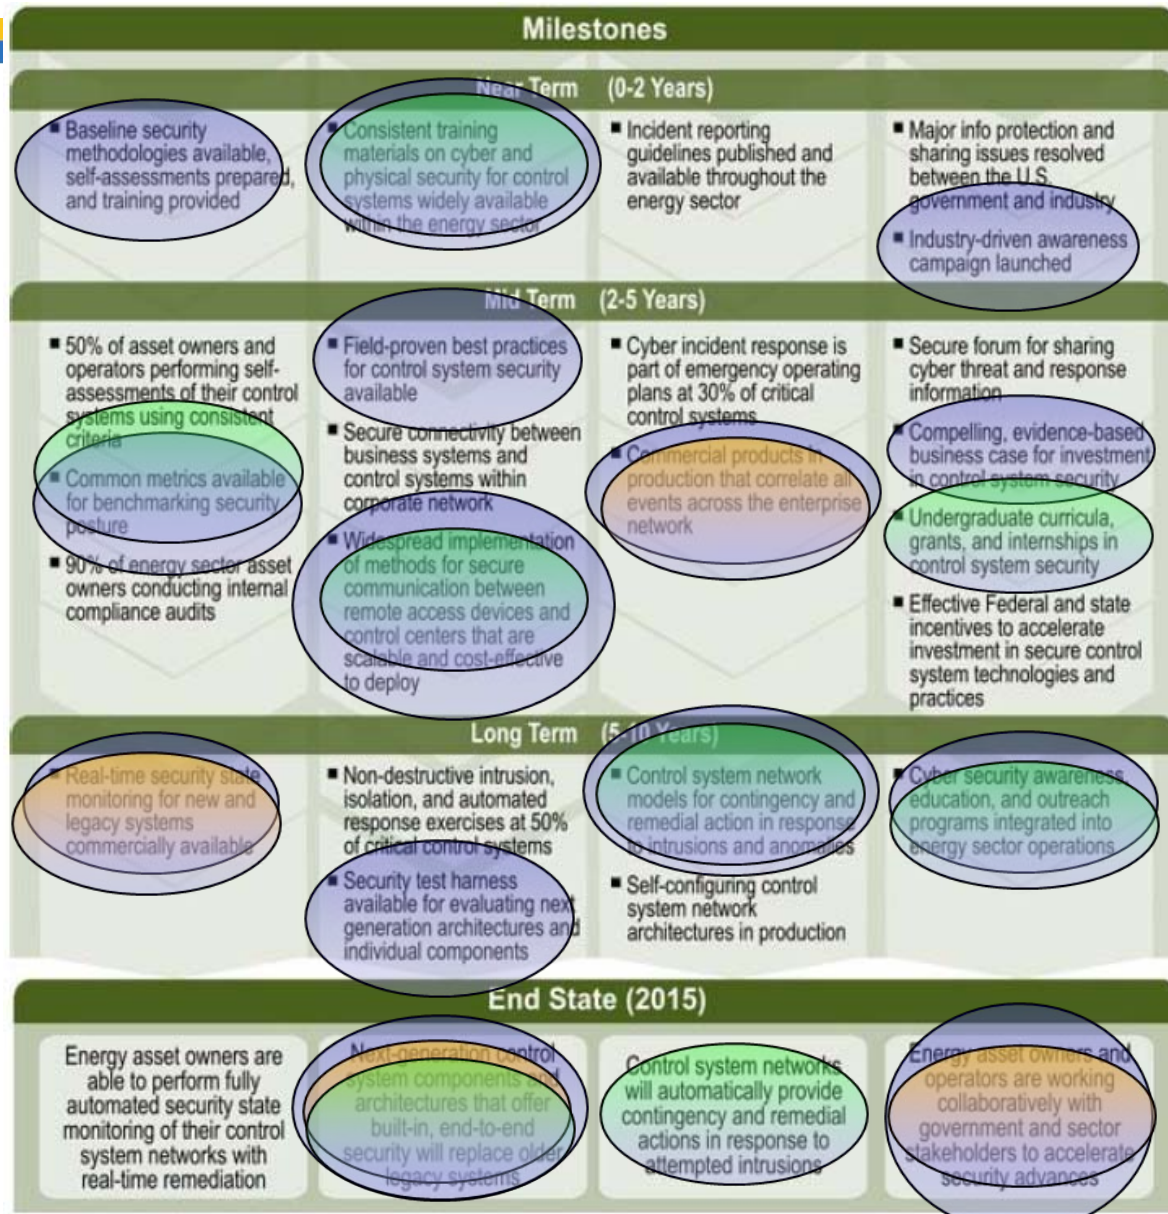 Milestones
Near Term (0-2 Years)
▪ Baseline security
methodologies available,
self-assessments prepared,
and training provided
▪ Consistent training
materials on cyber and
physical security for control
systems widely available
within the energy sector
▪ Incident reporting
guidelines published and
available throughout the
energy sector
▪ Major info protection and
sharing issues resolved
between the U.S.
government and industry
▪ Industry-driven awareness
campaign launched
Mid Term (2-5 Years)
▪ 50% of asset owners and
operators performing self-
assessments of their control
systems using consistent
criteria
▪ Common metrics available
for benchmarking security
posture
▪ 90% of energy sector asset
owners conducting internal
compliance audits
▪ Field-proven best practices
for control system security
available
▪ Secure connectivity between
business systems and
control systems within
corporate network
▪ Widespread implementation
of methods for secure
communication between
remote access devices and
control centers that are
scalable and cost-effective
to deploy
▪ Cyber incident response is
part of emergency operating
plans at 30% of critical
control systems
▪ Commercial products in
production that correlate all
events across the enterprise
network
▪ Secure forum for sharing
cyber threat and response
information
▪ Compelling, evidence-based
business case for investment
in control system security
▪ Undergraduate curricula,
grants, and internships in
control system security
▪ Effective Federal and state
incentives to accelerate
investment in secure control
system technologies and
practices
Long Term (5-10 Years)
▪ Real-time security state
monitoring for new and
legacy systems
commercially available
▪ Non-destructive intrusion,
isolation, and automated
response exercises at 50%
of critical control systems
▪ Security test harness
available for evaluating next
generation architectures and
individual components
▪ Control system network
models for contingency and
remedial action in response
to intrusions and anomalies
▪ Self-configuring control
system network
architectures in production
▪ Cyber security awareness,
education, and outreach
programs integrated into
energy sector operations
End State (2015)
Energy asset owners are
able to perform fully
automated security state
monitoring of their control
system networks with
real-time remediation
Next-generation control
system components and
architectures that offer
built-in, end-to-end
security will replace older
legacy systems
Control system networks
will automatically provide
contingency and remedial
actions in response to
attempted intrusions
Energy asset owners and
operators are working
collaboratively with
government and sector
stakeholders to accelerate
security advances